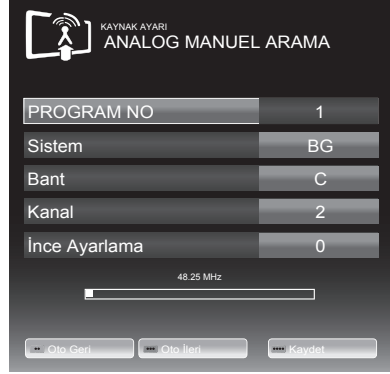 KAYNAK AYARI
ANALOG MANUEL ARAMA
PROGRAM NO 1
Sistem BG
Bant C
Kanal 2
İnce Ayarlama 0
48.25 MHz
Oto Geri Oto İleri Kaydet